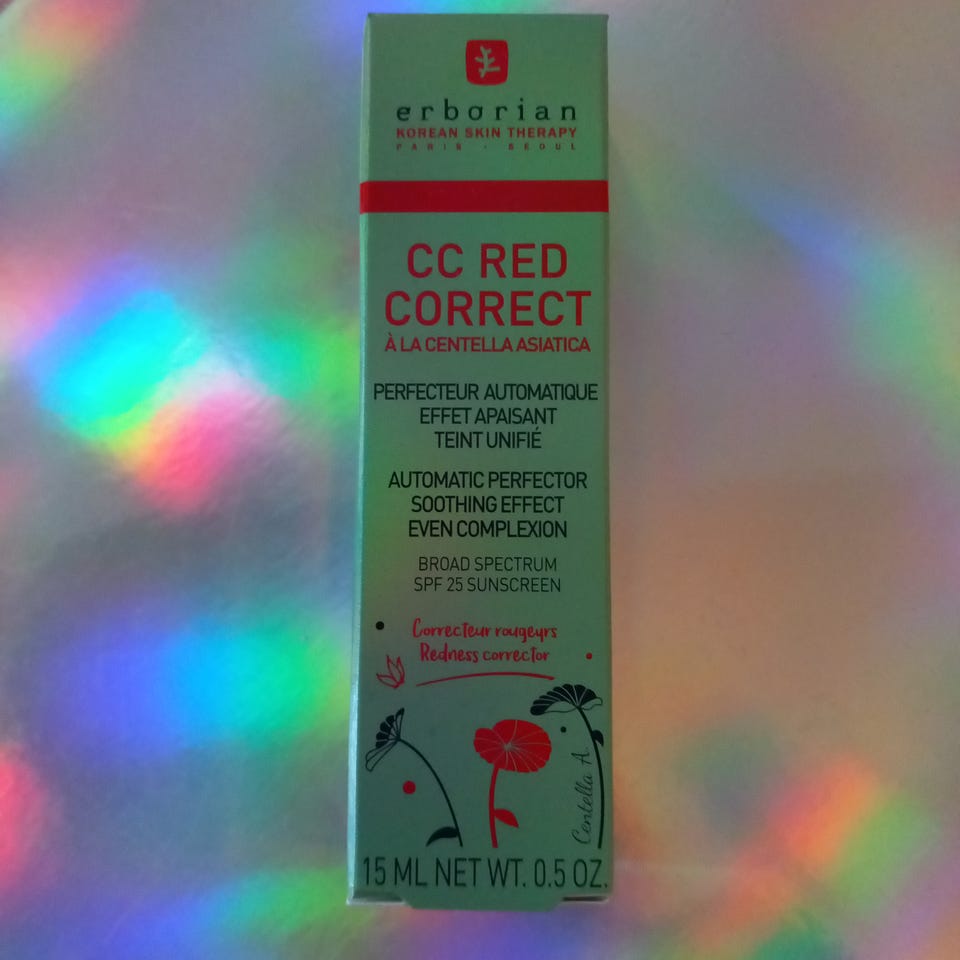 erborian
KOREAN SKIN THERAPY
PARIS - SEOUL
CC RED
CORRECT
À LA CENTELLA ASIATICA
PERFECTEUR AUTOMATIQUE
EFFET APAISANT
TEINT UNIFIÉ
AUTOMATIC PERFECTOR
SOOTHING EFFECT
EVEN COMPLEXION
BROAD SPECTRUM
SPF 25 SUNSCREEN
Correcteur rougeurs
Redness corrector
Centella A.
15 ML NET WT. 0.5 OZ.